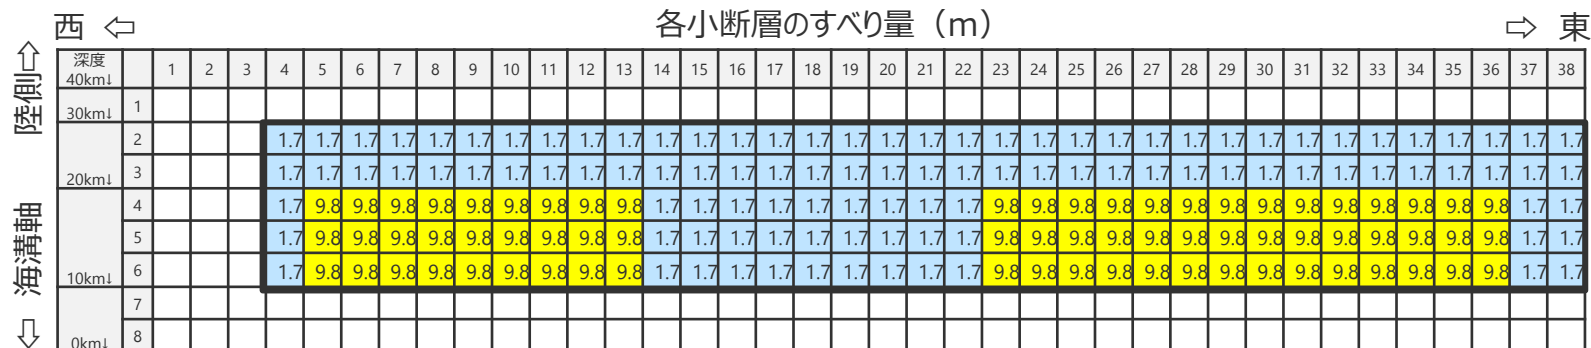 西 ⇦ 各小断層のすべり量（m） ⇨ 東
⇦ 海溝軸 陸側 ⇨
深度 1 2 3 4 5 6 7 8 9 10 11 12 13 14 15 16 17 18 19 20 21 22 23 24 25 26 27 28 29 30 31 32 33 34 35 36 37 38
40km↓
1
30km↓
2 1.7 1.7 1.7 1.7 1.7 1.7 1.7 1.7 1.7 1.7 1.7 1.7 1.7 1.7 1.7 1.7 1.7 1.7 1.7 1.7 1.7 1.7 1.7 1.7 1.7 1.7 1.7 1.7 1.7 1.7 1.7 1.7 1.7 1.7 1.7
3 1.7 1.7 1.7 1.7 1.7 1.7 1.7 1.7 1.7 1.7 1.7 1.7 1.7 1.7 1.7 1.7 1.7 1.7 1.7 1.7 1.7 1.7 1.7 1.7 1.7 1.7 1.7 1.7 1.7 1.7 1.7 1.7 1.7 1.7 1.7
20km↓
4 1.7 9.8 9.8 9.8 9.8 9.8 9.8 9.8 9.8 9.8 1.7 1.7 1.7 1.7 1.7 1.7 1.7 1.7 1.7 9.8 9.8 9.8 9.8 9.8 9.8 9.8 9.8 9.8 9.8 9.8 9.8 9.8 9.8 1.7 1.7
5 1.7 9.8 9.8 9.8 9.8 9.8 9.8 9.8 9.8 9.8 1.7 1.7 1.7 1.7 1.7 1.7 1.7 1.7 1.7 9.8 9.8 9.8 9.8 9.8 9.8 9.8 9.8 9.8 9.8 9.8 9.8 9.8 9.8 1.7 1.7
6 1.7 9.8 9.8 9.8 9.8 9.8 9.8 9.8 9.8 9.8 1.7 1.7 1.7 1.7 1.7 1.7 1.7 1.7 1.7 9.8 9.8 9.8 9.8 9.8 9.8 9.8 9.8 9.8 9.8 9.8 9.8 9.8 9.8 1.7 1.7
10km↓
7
8
0km↓